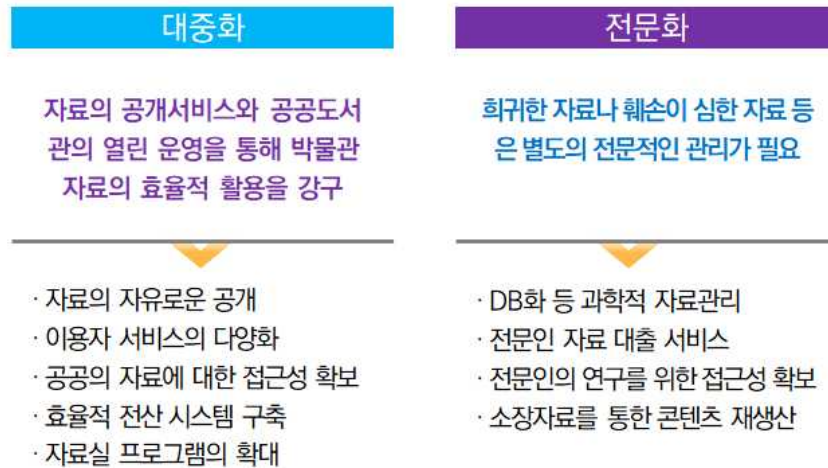 대중화
자료의 공개서비스와 공공도서
관의 열린 운영을 통해 박물관
자료의 효율적 활용을 강구
· 자료의 자유로운 공개
· 이용자 서비스의 다양화
· 공공의 자료에 대한 접근성 확보
· 효율적 전산 시스템 구축
· 자료실 프로그램의 확대
전문화
희귀한 자료나 훼손이 심한 자료 등
은 별도의 전문적인 관리가 필요
· DB화 등 과학적 자료관리
· 전문인 자료 대출 서비스
· 전문인의 연구를 위한 접근성 확보
· 소장자료를 통한 콘텐츠 재생산